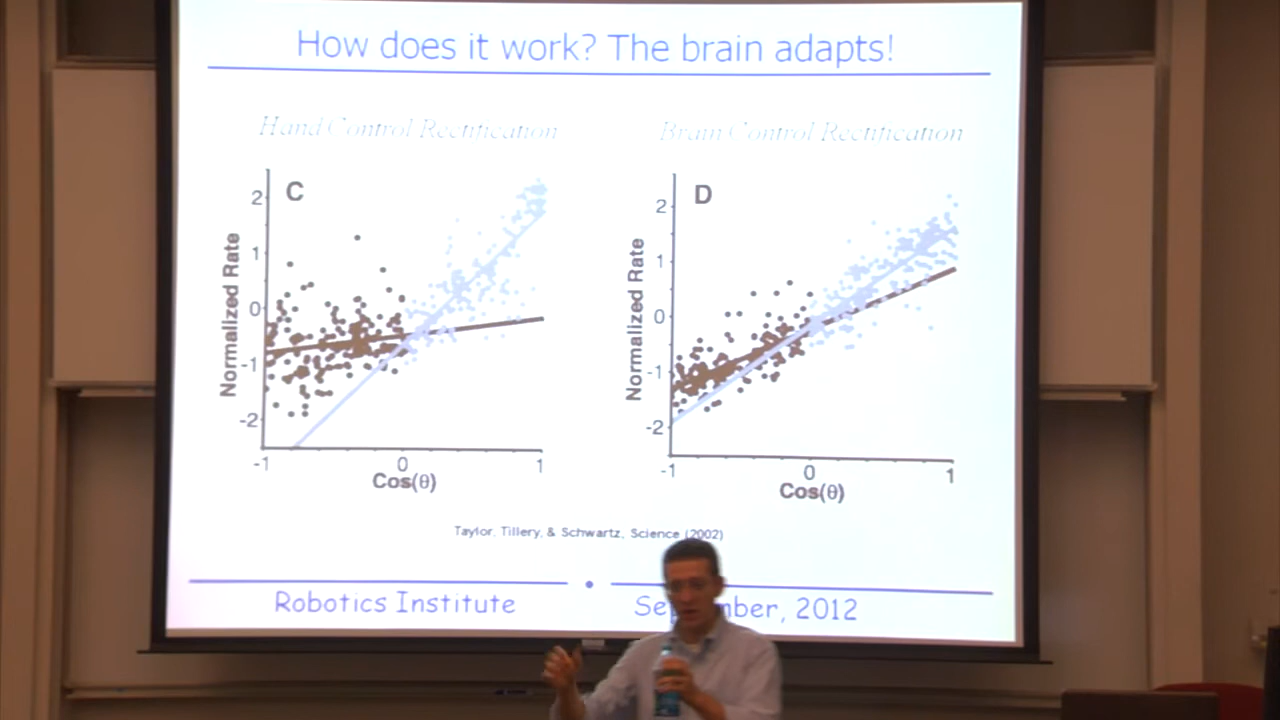 How does it work? The brain adapts!
Hand Control Rectification
Brain Control Rectification
C
Normalized Rate
2
1
0
-1
-2
-1
0
1
Cos(θ)
D
Normalized Rate
2
1
0
-1
-2
-1
0
1
Cos(θ)
Taylor, Tillery, & Schwartz, Science (2002)
Robotics Institute
2012